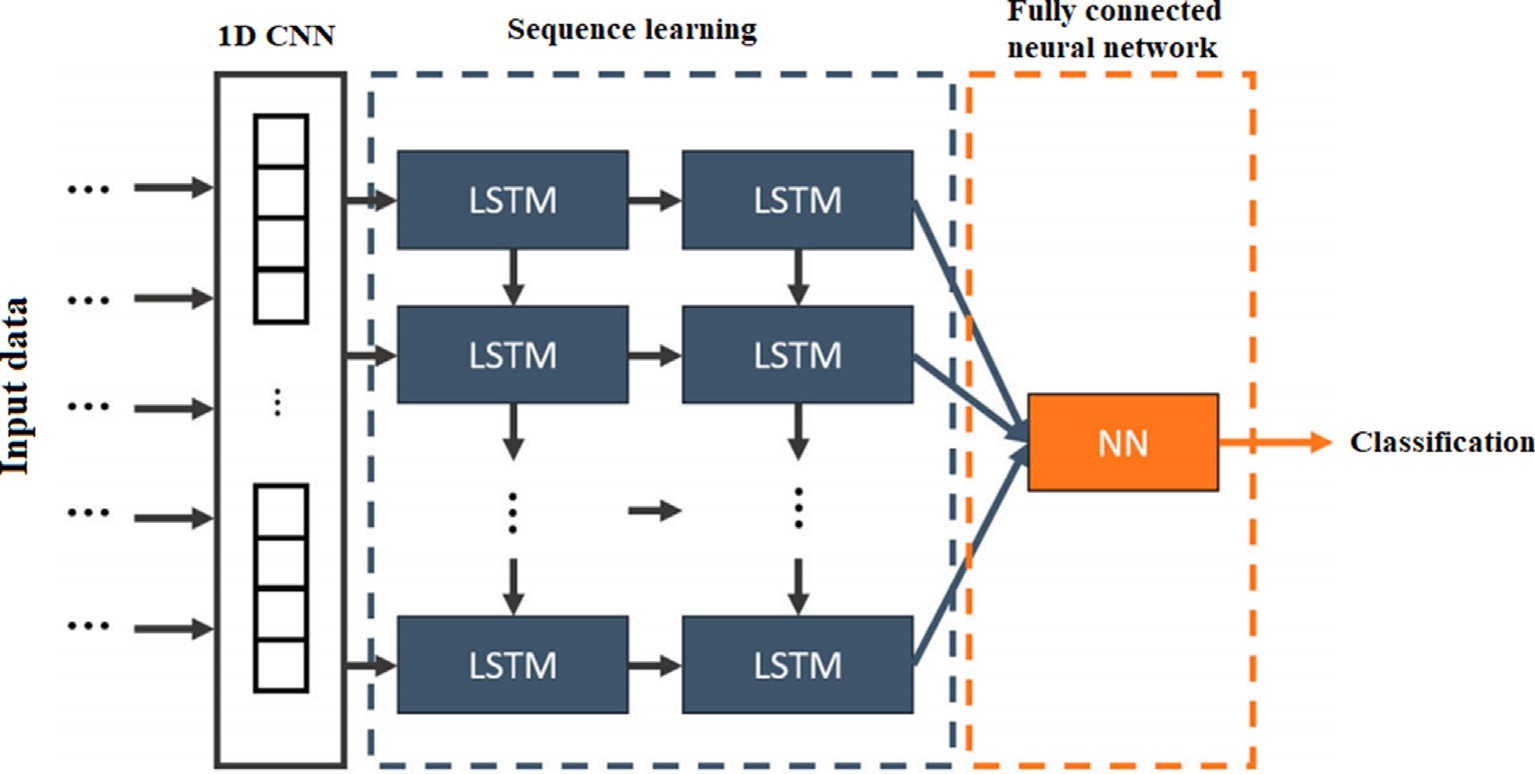 1D CNN
Sequence learning
Fully connected
neural network
Input data
...
...
...
...
...
...
LSTM
LSTM
LSTM
LSTM
...
...
LSTM
LSTM
NN
Classification